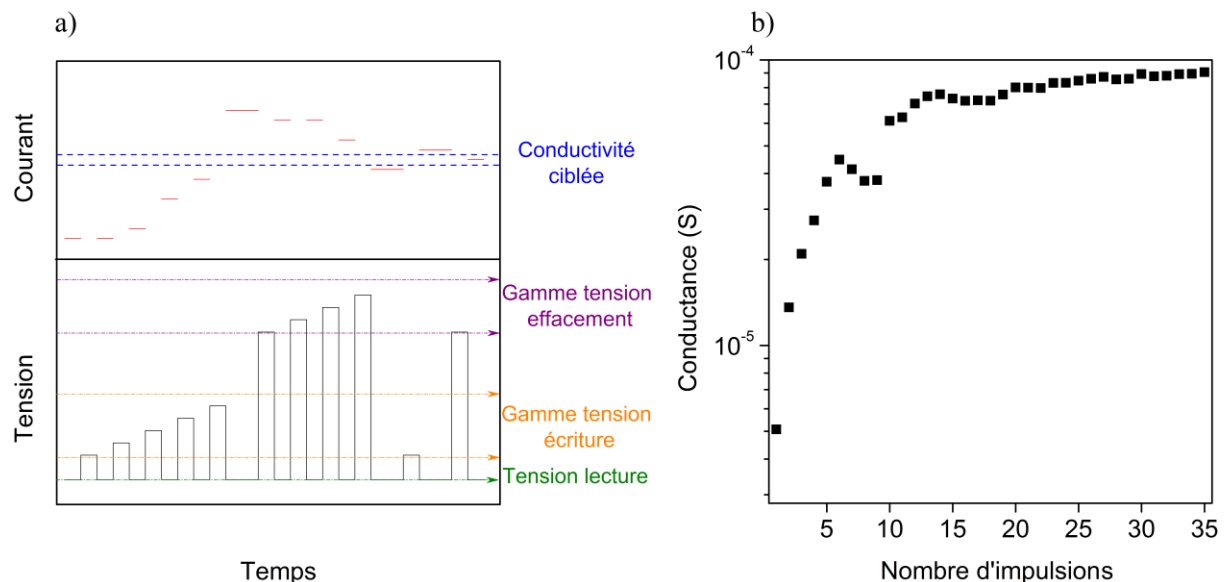 a)
Courant
Conductivité
ciblée
Tension
Gamme tension
effacement
Gamme tension
écriture
Tension lecture
Temps
b)
Conductance (S)
10⁻⁴
10⁻⁵
5
10
15
20
25
30
35
Nombre d'impulsions